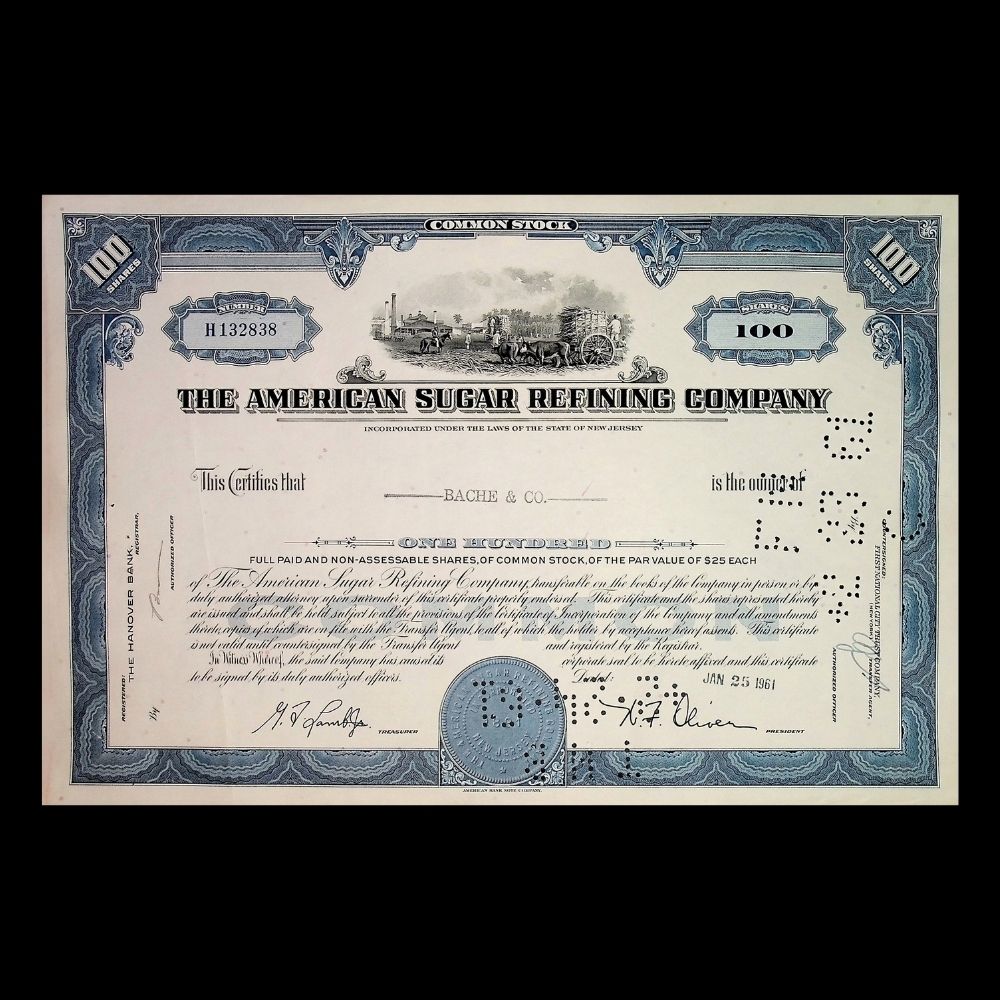 COMMON STOCK
100 SHARES
100 SHARES
NUMBER
H132838
SHARES
100
THE AMERICAN SUGAR REFINING COMPANY
INCORPORATED UNDER THE LAWS OF THE STATE OF NEW JERSEY
This Certifies that
BACHE & CO.
is the owner of
ONE HUNDRED
FULL PAID AND NON-ASSESSABLE SHARES, OF COMMON STOCK, OF THE PAR VALUE OF $25 EACH
of The American Sugar Refining Company, transferable on the books of the Company in person or by
duly authorized attorney upon surrender of this certificate properly endorsed. This certificate and the shares represented hereby
are issued and shall be held subject to all the provisions of the Certificate of Incorporation of the Company and all amendments
thereto, copies of which are on file with the Transfer Agent, to all of which the holder by acceptance hereof assents. This certificate
is not valid until countersigned by the Transfer Agent and registered by the Registrar.
In Witness Whereof, the said Company has caused its corporate seal to be hereto affixed and this certificate
to be signed by its duly authorized officers.
Dated:
JAN 25 1961
TREASURER
PRESIDENT
REGISTERED:
THE HANOVER BANK,
REGISTRAR,
By
AUTHORIZED OFFICER
COUNTERSIGNED:
FIRST NATIONAL CITY TRUST COMPANY,
(NEW YORK) TRANSFER AGENT,
By
AUTHORIZED OFFICER
AMERICAN BANK NOTE COMPANY.